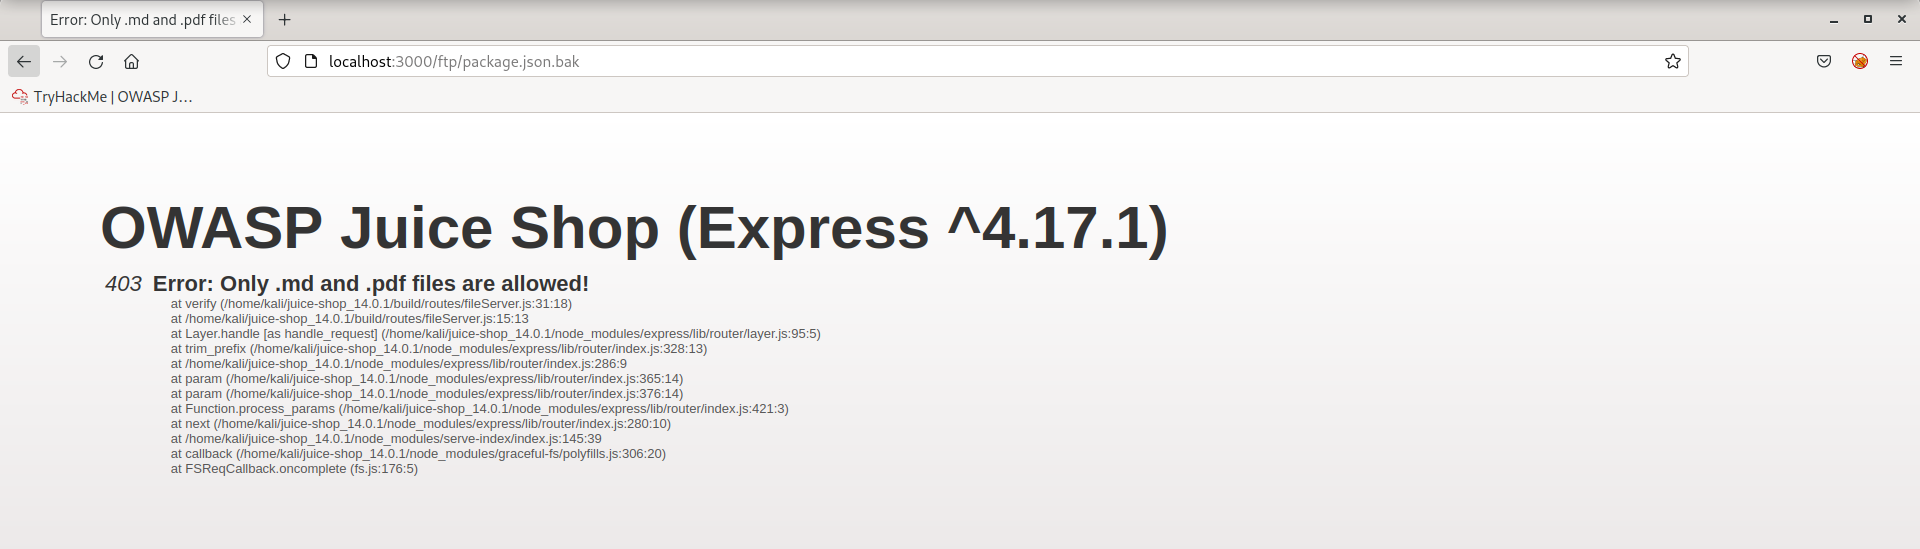 Error: Only .md and .pdf files
localhost:3000/ftp/package.json.bak
TryHackMe | OWASP J…
OWASP Juice Shop (Express ^4.17.1)
403 Error: Only .md and .pdf files are allowed!
at verify (/home/kali/juice-shop_14.0.1/build/routes/fileServer.js:31:18)
at /home/kali/juice-shop_14.0.1/build/routes/fileServer.js:15:13
at Layer.handle [as handle_request] (/home/kali/juice-shop_14.0.1/node_modules/express/lib/router/layer.js:95:5)
at trim_prefix (/home/kali/juice-shop_14.0.1/node_modules/express/lib/router/index.js:328:13)
at /home/kali/juice-shop_14.0.1/node_modules/express/lib/router/index.js:286:9
at param (/home/kali/juice-shop_14.0.1/node_modules/express/lib/router/index.js:365:14)
at param (/home/kali/juice-shop_14.0.1/node_modules/express/lib/router/index.js:376:14)
at Function.process_params (/home/kali/juice-shop_14.0.1/node_modules/express/lib/router/index.js:421:3)
at next (/home/kali/juice-shop_14.0.1/node_modules/express/lib/router/index.js:280:10)
at /home/kali/juice-shop_14.0.1/node_modules/serve-index/index.js:145:39
at callback (/home/kali/juice-shop_14.0.1/node_modules/graceful-fs/polyfills.js:306:20)
at FSReqCallback.oncomplete (fs.js:176:5)